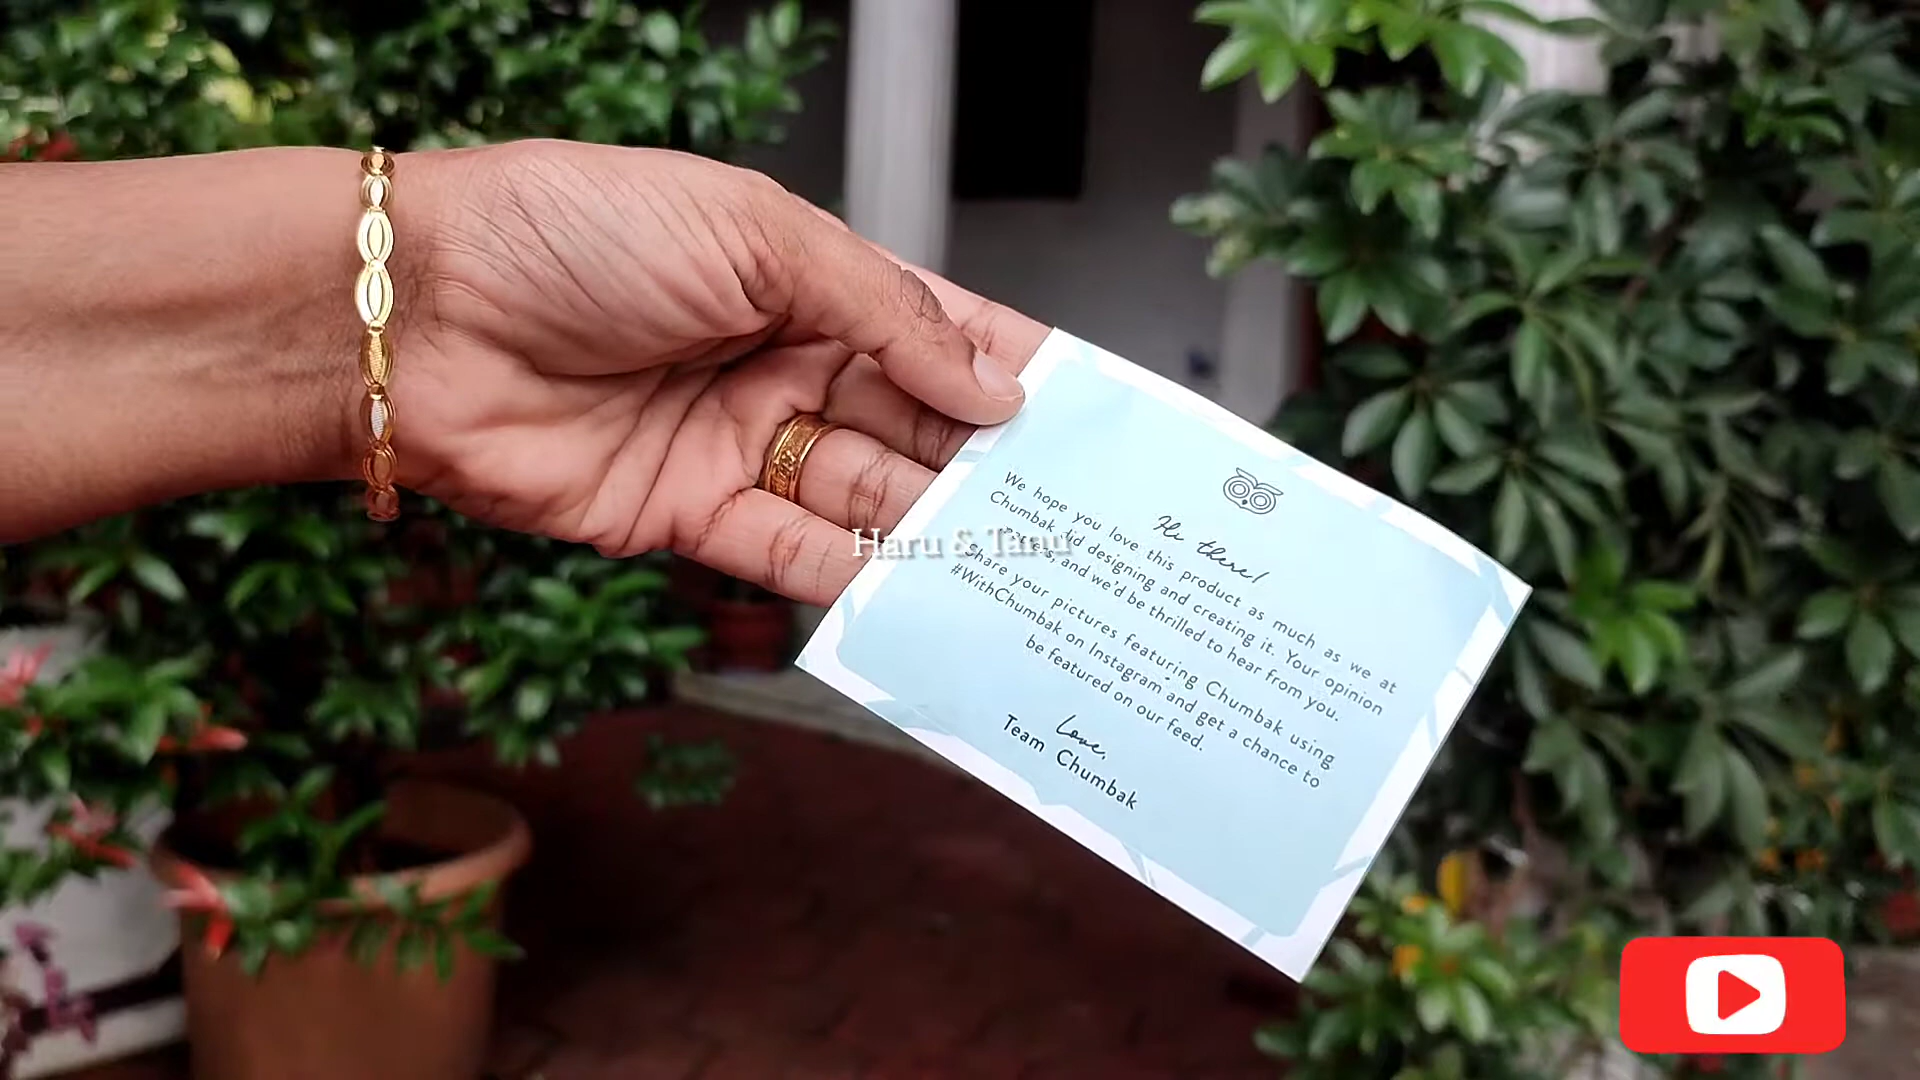 Hi there!
We hope you love this product as much as we at
Chumbak did designing and creating it. Your opinion
and we'd be thrilled to hear from you.
Share your pictures featuring Chumbak using
#WithChumbak on Instagram and get a chance to
be featured on our feed.
Love,
Team Chumbak
Haru & Tanu